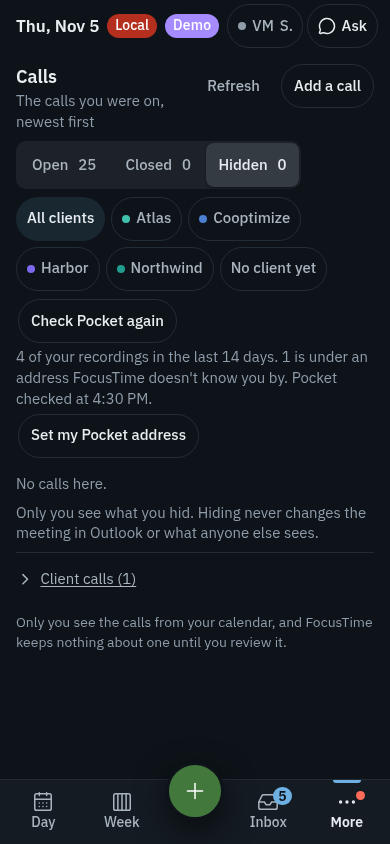 Thu, Nov 5 Local Demo VM S. Ask
Calls
The calls you were on,
newest first
Refresh Add a call
Open 25 Closed 0 Hidden 0
All clients Atlas Cooptimize
Harbor Northwind No client yet
Check Pocket again
4 of your recordings in the last 14 days. 1 is under an
address FocusTime doesn't know you by. Pocket
checked at 4:30 PM.
Set my Pocket address
No calls here.
Only you see what you hid. Hiding never changes the
meeting in Outlook or what anyone else sees.
Client calls (1)
Only you see the calls from your calendar, and FocusTime
keeps nothing about one until you review it.
5
Day Week Inbox More